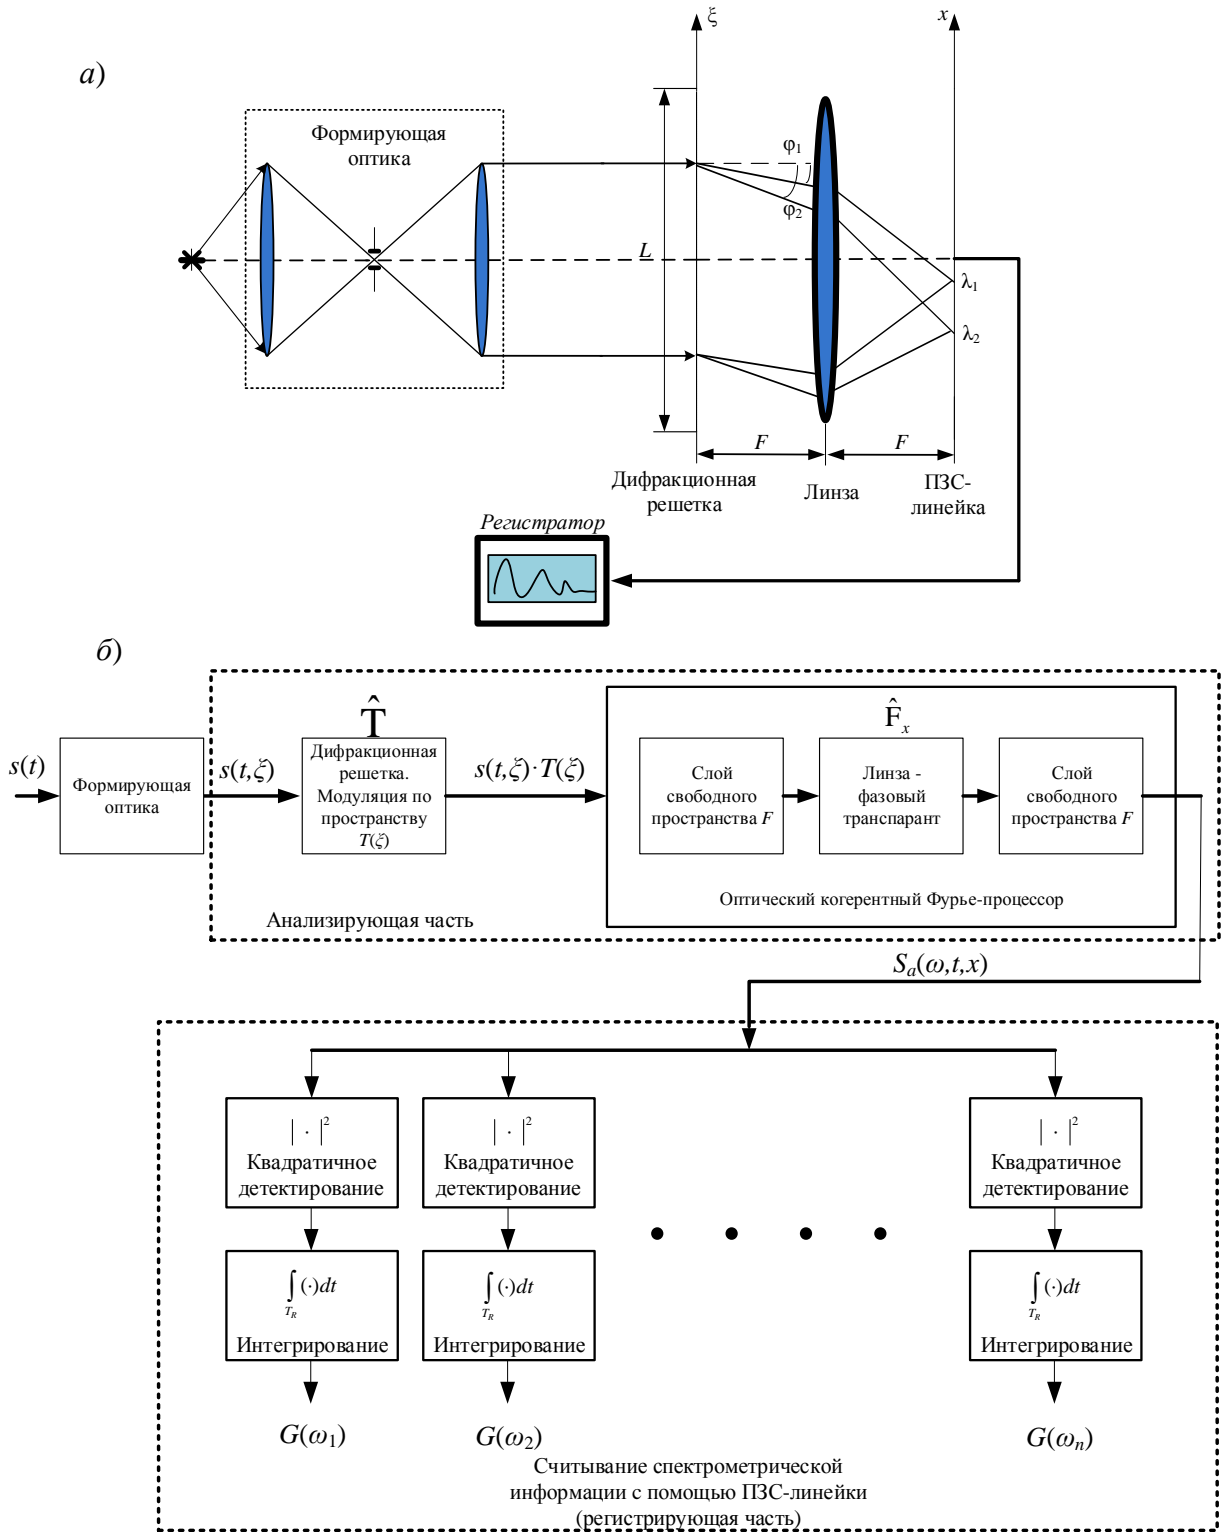 а)
ξ
x
Формирующая
оптика
φ₁
φ₂
L
λ₁
λ₂
F
F
Дифракционная
решетка
Линза
ПЗС-
линейка
Регистратор
б)
T̂
F̂ₓ
s(t)
Формирующая
оптика
s(t,ξ)
Дифракционная
решетка.
Модуляция по
пространству
T(ξ)
s(t,ξ)·T(ξ)
Слой
свободного
пространства F
Линза -
фазовый
транспарант
Слой
свободного
пространства F
Оптический когерентный Фурье-процессор
Анализирующая часть
Sₐ(ω,t,x)
| · |²
Квадратичное
детектирование
| · |²
Квадратичное
детектирование
| · |²
Квадратичное
детектирование
• • • •
∫(·)dt
T_R
Интегрирование
∫(·)dt
T_R
Интегрирование
∫(·)dt
T_R
Интегрирование
G(ω₁)
G(ω₂)
G(ωₙ)
Считывание спектрометрической
информации с помощью ПЗС-линейки
(регистрирующая часть)